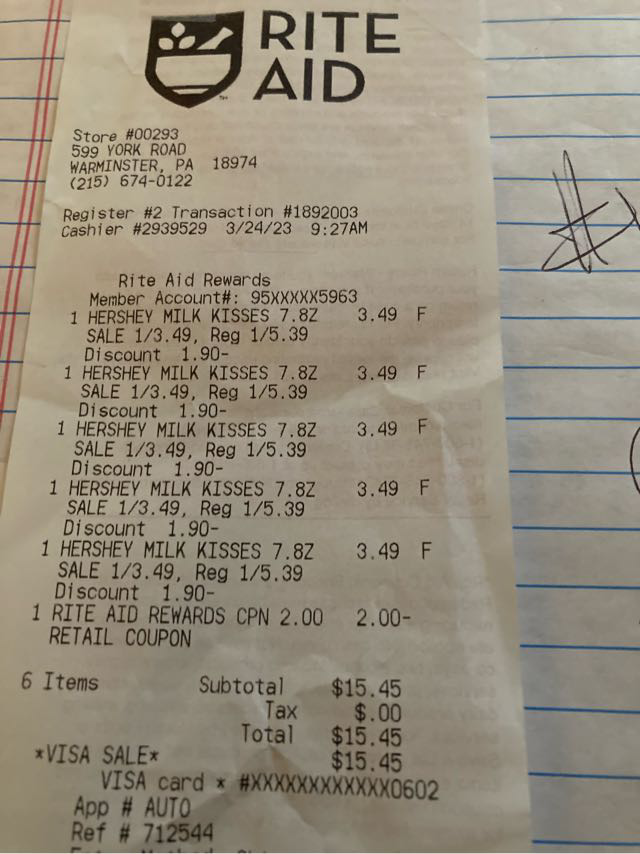 RITE
AID
Store #00293
599 YORK ROAD
WARMINSTER, PA 18974
(215) 674-0122
Register #2 Transaction #1892003
Cashier #2939529 3/24/23 9:27AM
Rite Aid Rewards
Member Account#: 95XXXXX5963
1 HERSHEY MILK KISSES 7.8Z 3.49 F
SALE 1/3.49, Reg 1/5.39
Discount 1.90-
1 HERSHEY MILK KISSES 7.8Z 3.49 F
SALE 1/3.49, Reg 1/5.39
Discount 1.90-
1 HERSHEY MILK KISSES 7.8Z 3.49 F
SALE 1/3.49, Reg 1/5.39
Discount 1.90-
1 HERSHEY MILK KISSES 7.8Z 3.49 F
SALE 1/3.49, Reg 1/5.39
Discount 1.90-
1 HERSHEY MILK KISSES 7.8Z 3.49 F
SALE 1/3.49, Reg 1/5.39
Discount 1.90-
1 RITE AID REWARDS CPN 2.00 2.00-
RETAIL COUPON
6 Items Subtotal $15.45
Tax $.00
Total $15.45
*VISA SALE* $15.45
VISA card * #XXXXXXXXXXXX0602
App # AUTO
Ref # 712544